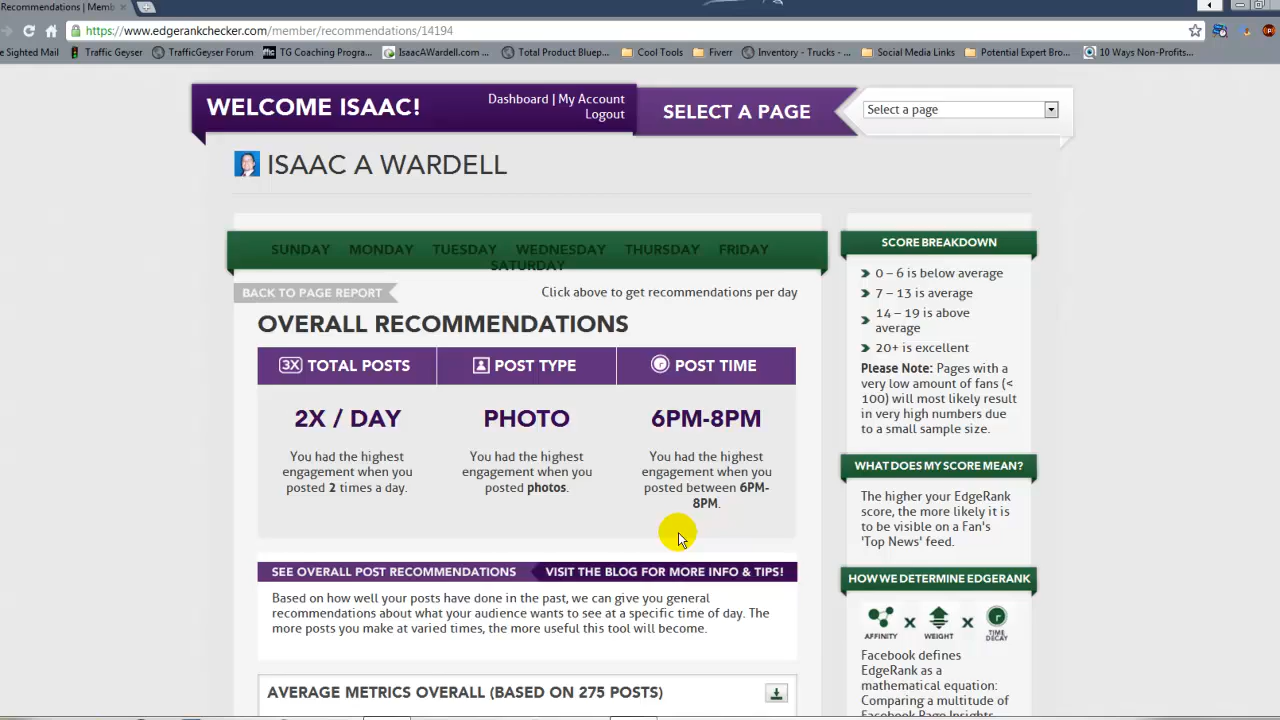 Recommendations | Memb
https://www.edgerankchecker.com/member/recommendations/14194
e Sighted Mail
Traffic Geyser
TrafficGeyser Forum
TG Coaching Progra...
IsaacAWardell.com ...
Total Product Bluep...
Cool Tools
Fiverr
Inventory - Trucks - ...
Social Media Links
Potential Expert Bro...
10 Ways Non-Profits...
WELCOME ISAAC!
Dashboard | My Account
Logout
SELECT A PAGE
Select a page
ISAAC A WARDELL
SUNDAY MONDAY TUESDAY WEDNESDAY THURSDAY FRIDAY
SATURDAY
BACK TO PAGE REPORT
Click above to get recommendations per day
OVERALL RECOMMENDATIONS
3X TOTAL POSTS
POST TYPE
POST TIME
2X / DAY
PHOTO
6PM-8PM
You had the highest
engagement when you
posted 2 times a day.
You had the highest
engagement when you
posted photos.
You had the highest
engagement when you
posted between 6PM-
8PM.
SEE OVERALL POST RECOMMENDATIONS
VISIT THE BLOG FOR MORE INFO & TIPS!
Based on how well your posts have done in the past, we can give you general
recommendations about what your audience wants to see at a specific time of day. The
more posts you make at varied times, the more useful this tool will become.
AVERAGE METRICS OVERALL (BASED ON 275 POSTS)
SCORE BREAKDOWN
0 – 6 is below average
7 – 13 is average
14 – 19 is above
average
20+ is excellent
Please Note: Pages with a
very low amount of fans (<
100) will most likely result
in very high numbers due
to a small sample size.
WHAT DOES MY SCORE MEAN?
The higher your EdgeRank
score, the more likely it is
to be visible on a Fan's
'Top News' feed.
HOW WE DETERMINE EDGERANK
AFFINITY X WEIGHT X TIME DECAY
Facebook defines
EdgeRank as a
mathematical equation:
Comparing a multitude of
Facebook Page Insights